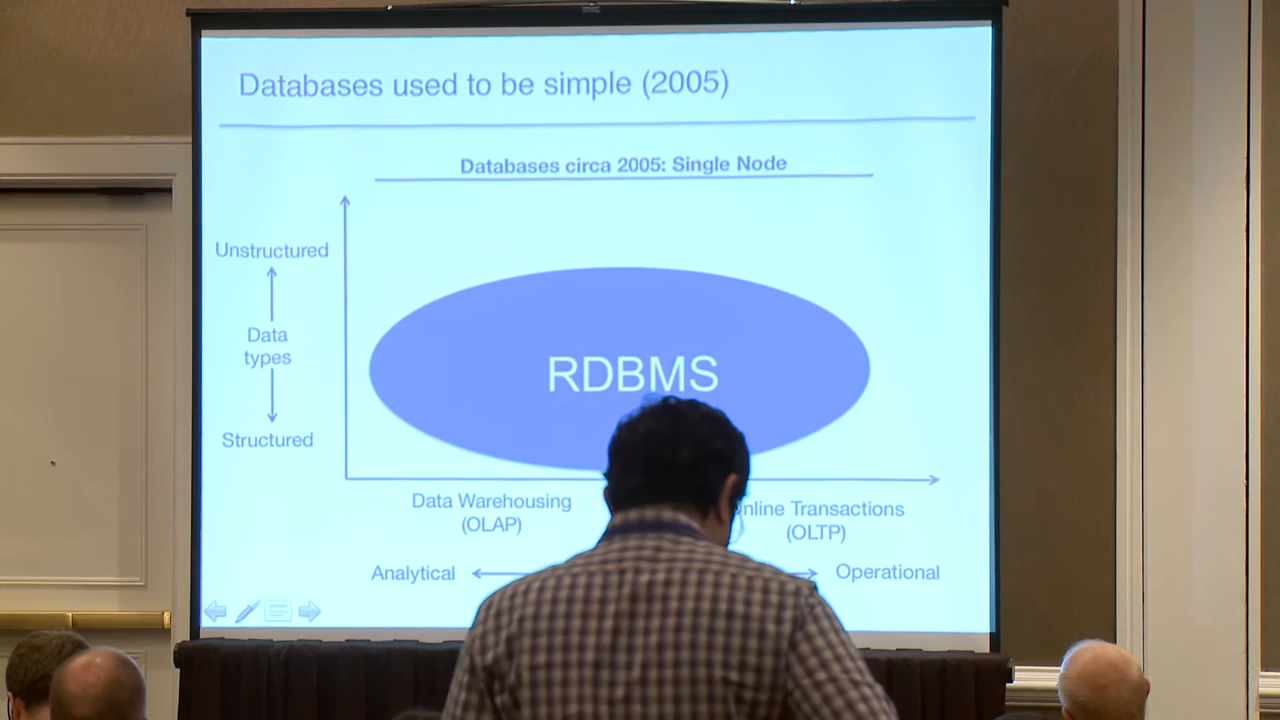 Databases used to be simple (2005)
Databases circa 2005: Single Node
Unstructured
Data
types
Structured
RDBMS
Data Warehousing
(OLAP)
Online Transactions
(OLTP)
Analytical
Operational